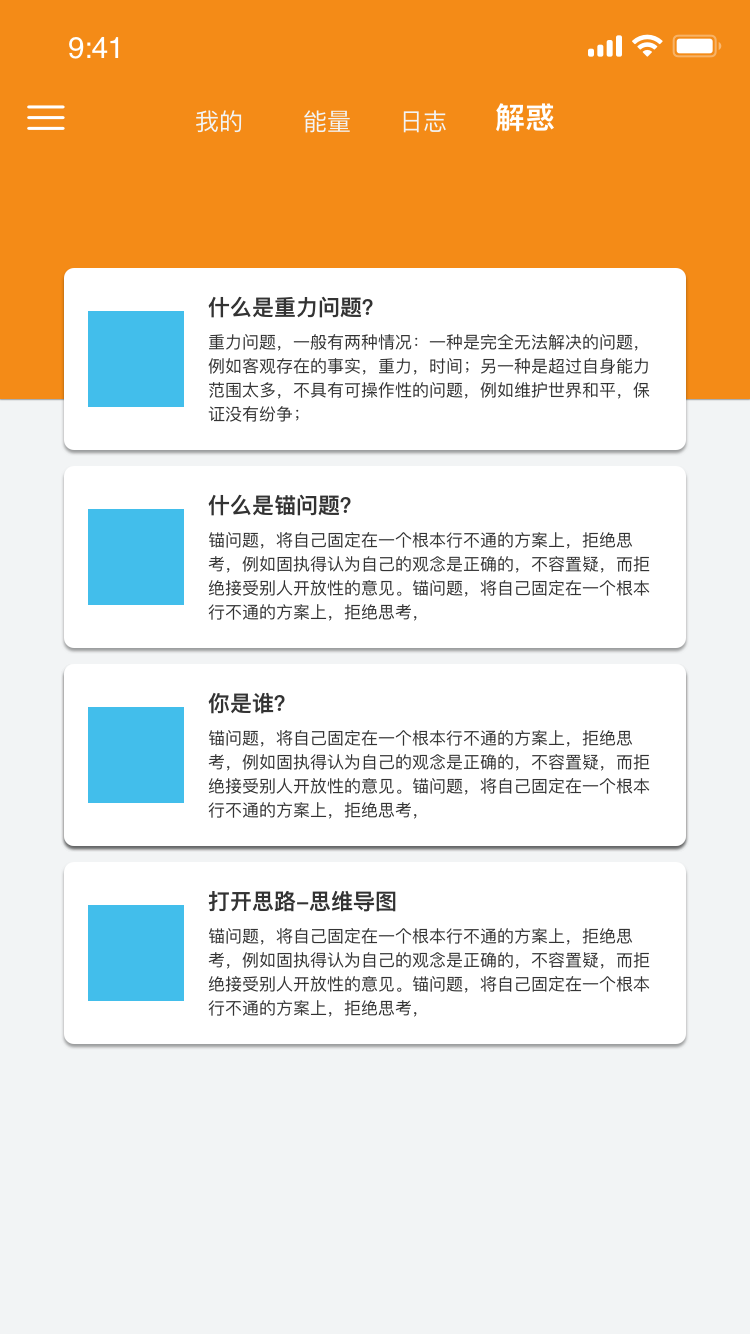 9:41
我的 能量 日志 解惑
什么是重力问题?
重力问题，一般有两种情况：一种是完全无法解决的问题，
例如客观存在的事实，重力，时间；另一种是超过自身能力
范围太多，不具有可操作性的问题，例如维护世界和平，保
证没有纷争；
什么是锚问题?
锚问题，将自己固定在一个根本行不通的方案上，拒绝思
考，例如固执得认为自己的观念是正确的，不容置疑，而拒
绝接受别人开放性的意见。锚问题，将自己固定在一个根本
行不通的方案上，拒绝思考，
你是谁?
锚问题，将自己固定在一个根本行不通的方案上，拒绝思
考，例如固执得认为自己的观念是正确的，不容置疑，而拒
绝接受别人开放性的意见。锚问题，将自己固定在一个根本
行不通的方案上，拒绝思考，
打开思路–思维导图
锚问题，将自己固定在一个根本行不通的方案上，拒绝思
考，例如固执得认为自己的观念是正确的，不容置疑，而拒
绝接受别人开放性的意见。锚问题，将自己固定在一个根本
行不通的方案上，拒绝思考，